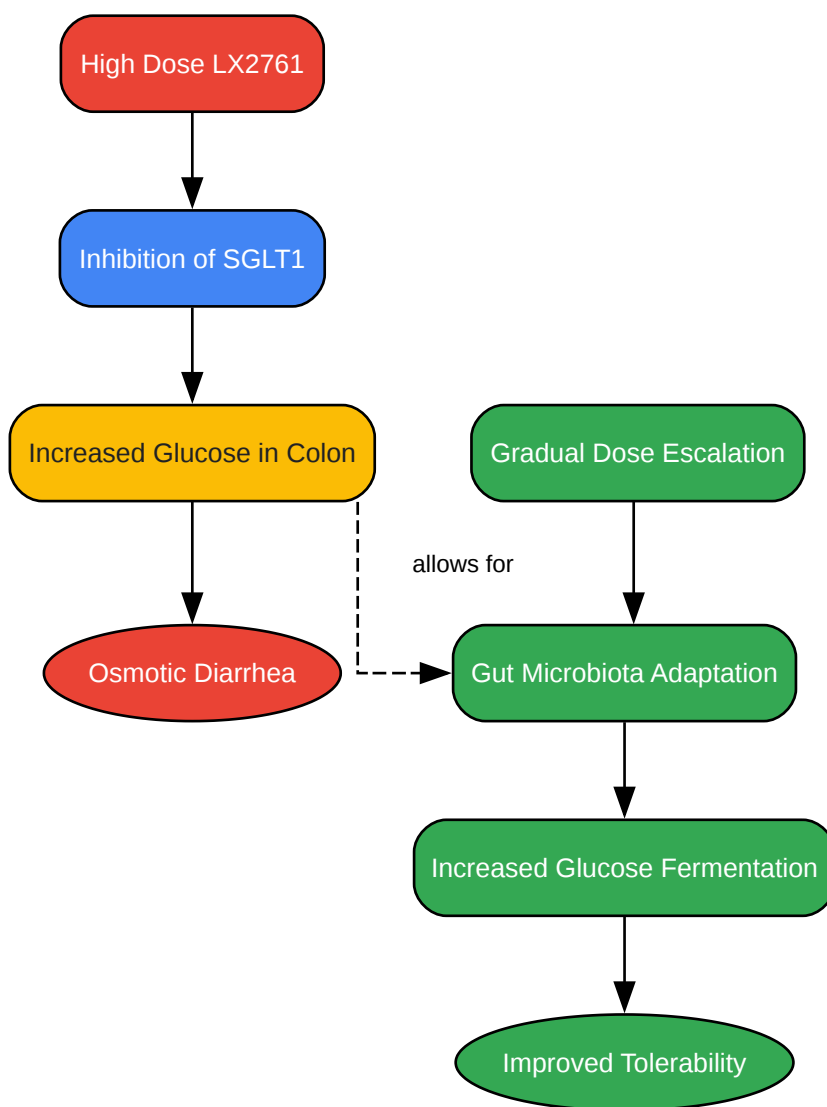 High Dose LX2761
Inhibition of SGLT1
Increased Glucose in Colon
Gradual Dose Escalation
allows for
Osmotic Diarrhea
Gut Microbiota Adaptation
Increased Glucose Fermentation
Improved Tolerability